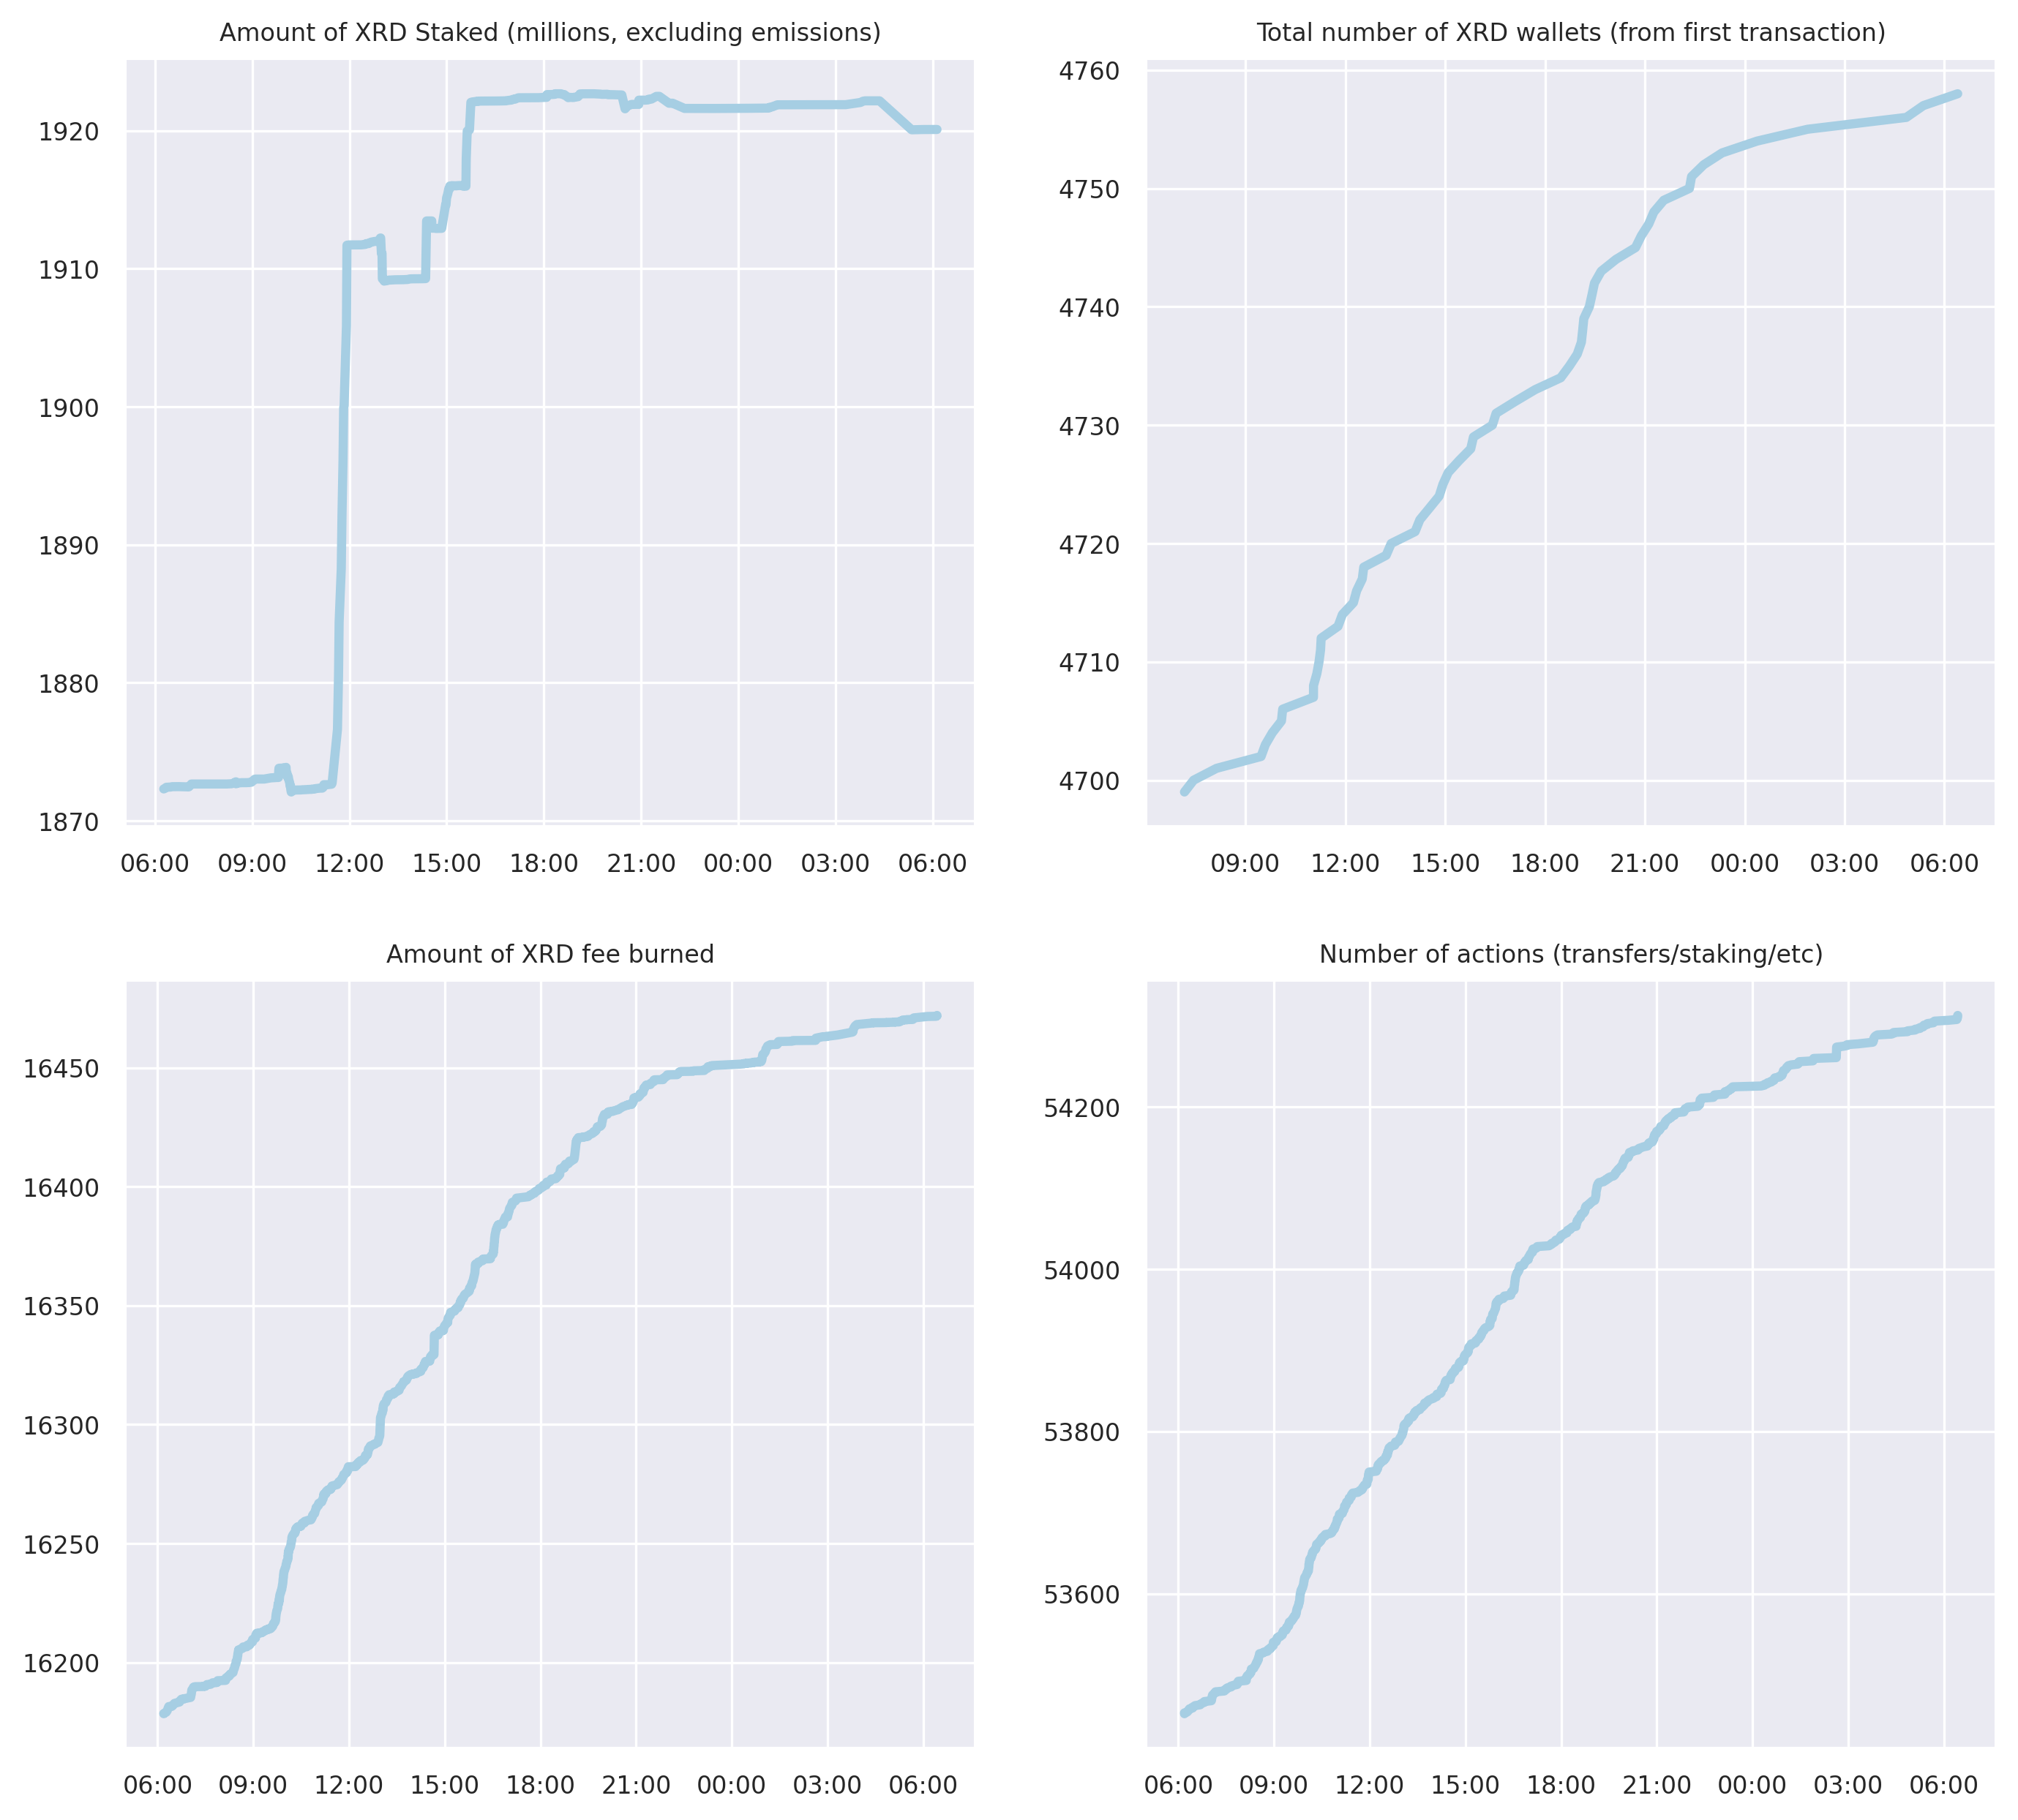 Amount of XRD Staked (millions, excluding emissions)
1920
1910
1900
1890
1880
1870
06:00 09:00 12:00 15:00 18:00 21:00 00:00 03:00 06:00
Total number of XRD wallets (from first transaction)
4760
4750
4740
4730
4720
4710
4700
09:00 12:00 15:00 18:00 21:00 00:00 03:00 06:00
Amount of XRD fee burned
16450
16400
16350
16300
16250
16200
06:00 09:00 12:00 15:00 18:00 21:00 00:00 03:00 06:00
Number of actions (transfers/staking/etc)
54200
54000
53800
53600
06:00 09:00 12:00 15:00 18:00 21:00 00:00 03:00 06:00